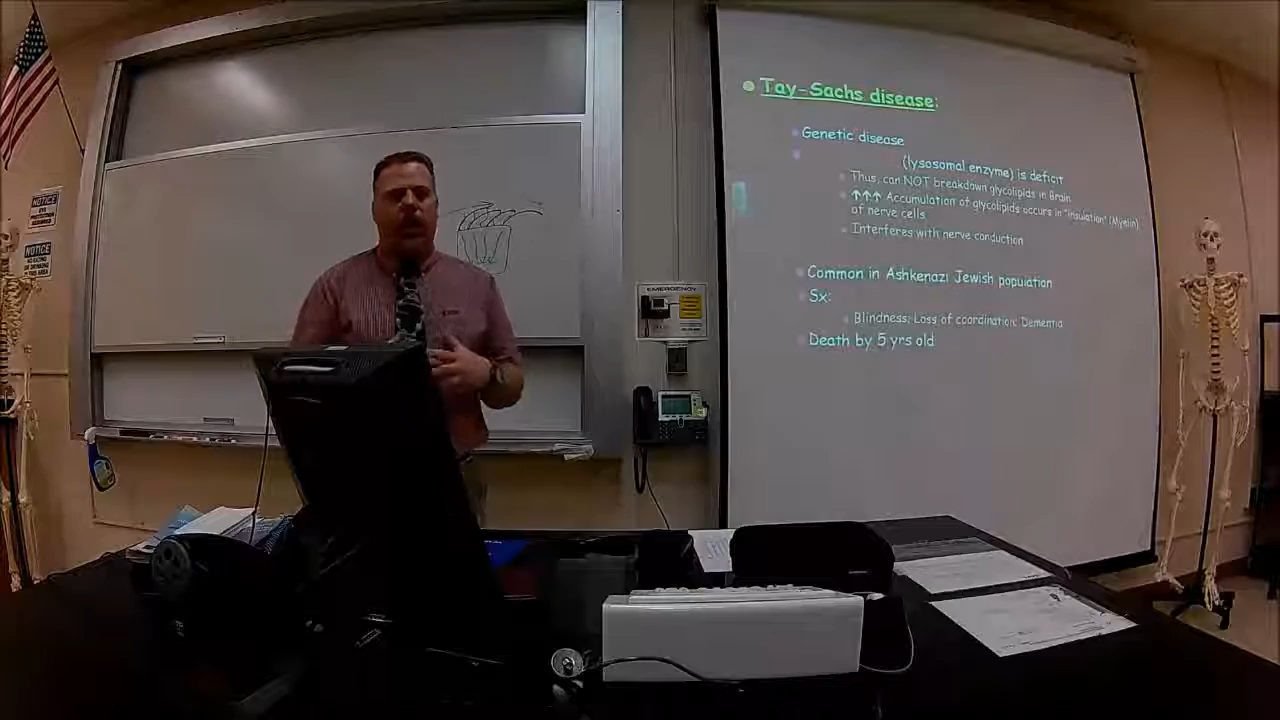 Tay-Sachs disease:
Genetic disease
(lysosomal enzyme) is deficit
Thus, can NOT breakdown glycolipids in Brain
↑↑↑ Accumulation of glycolipids occurs in "insulation" (Myelin)
of nerve cells
Interferes with nerve conduction
Common in Ashkenazi Jewish population
Sx:
Blindness; Loss of coordination; Dementia
Death by 5 yrs old
NOTICE
NOTICE
EMERGENCY